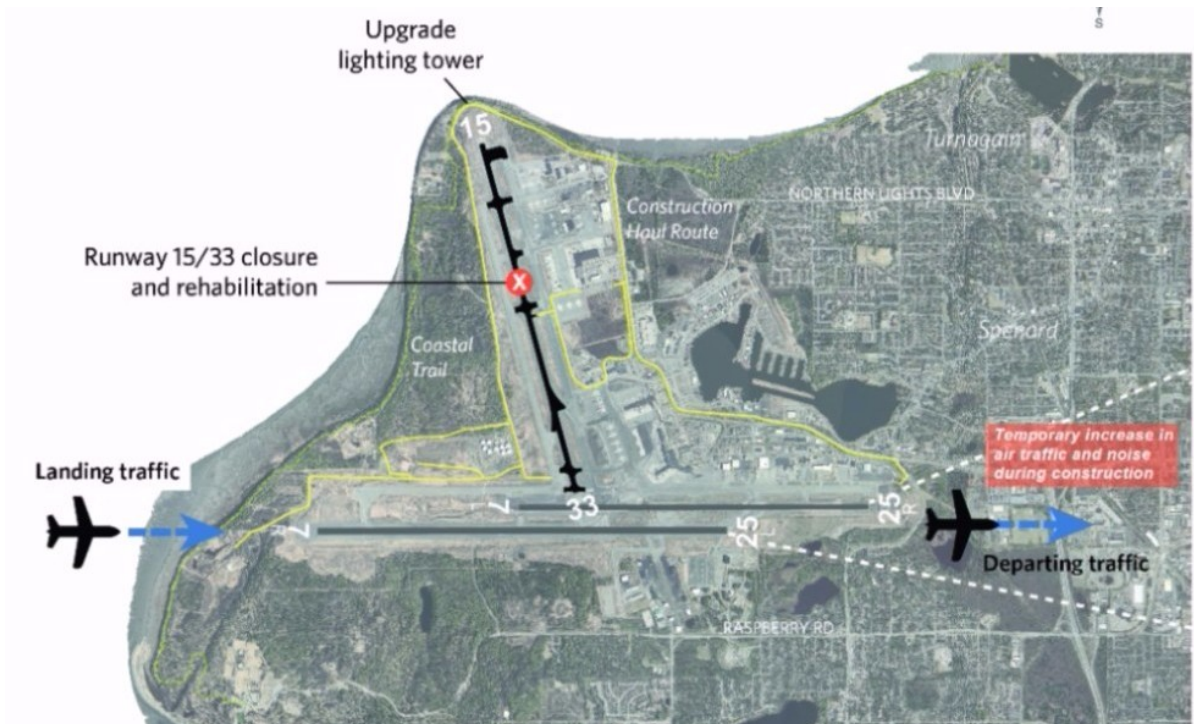 S
Upgrade
lighting tower
15
Turnagain
NORTHERN LIGHTS BLVD
Construction
Haul Route
Runway 15/33 closure
and rehabilitation
X
Spenard
Coastal
Trail
Temporary increase in
air traffic and noise
during construction
Landing traffic
7
33
25
R
7
25
Departing traffic
RASPBERRY RD